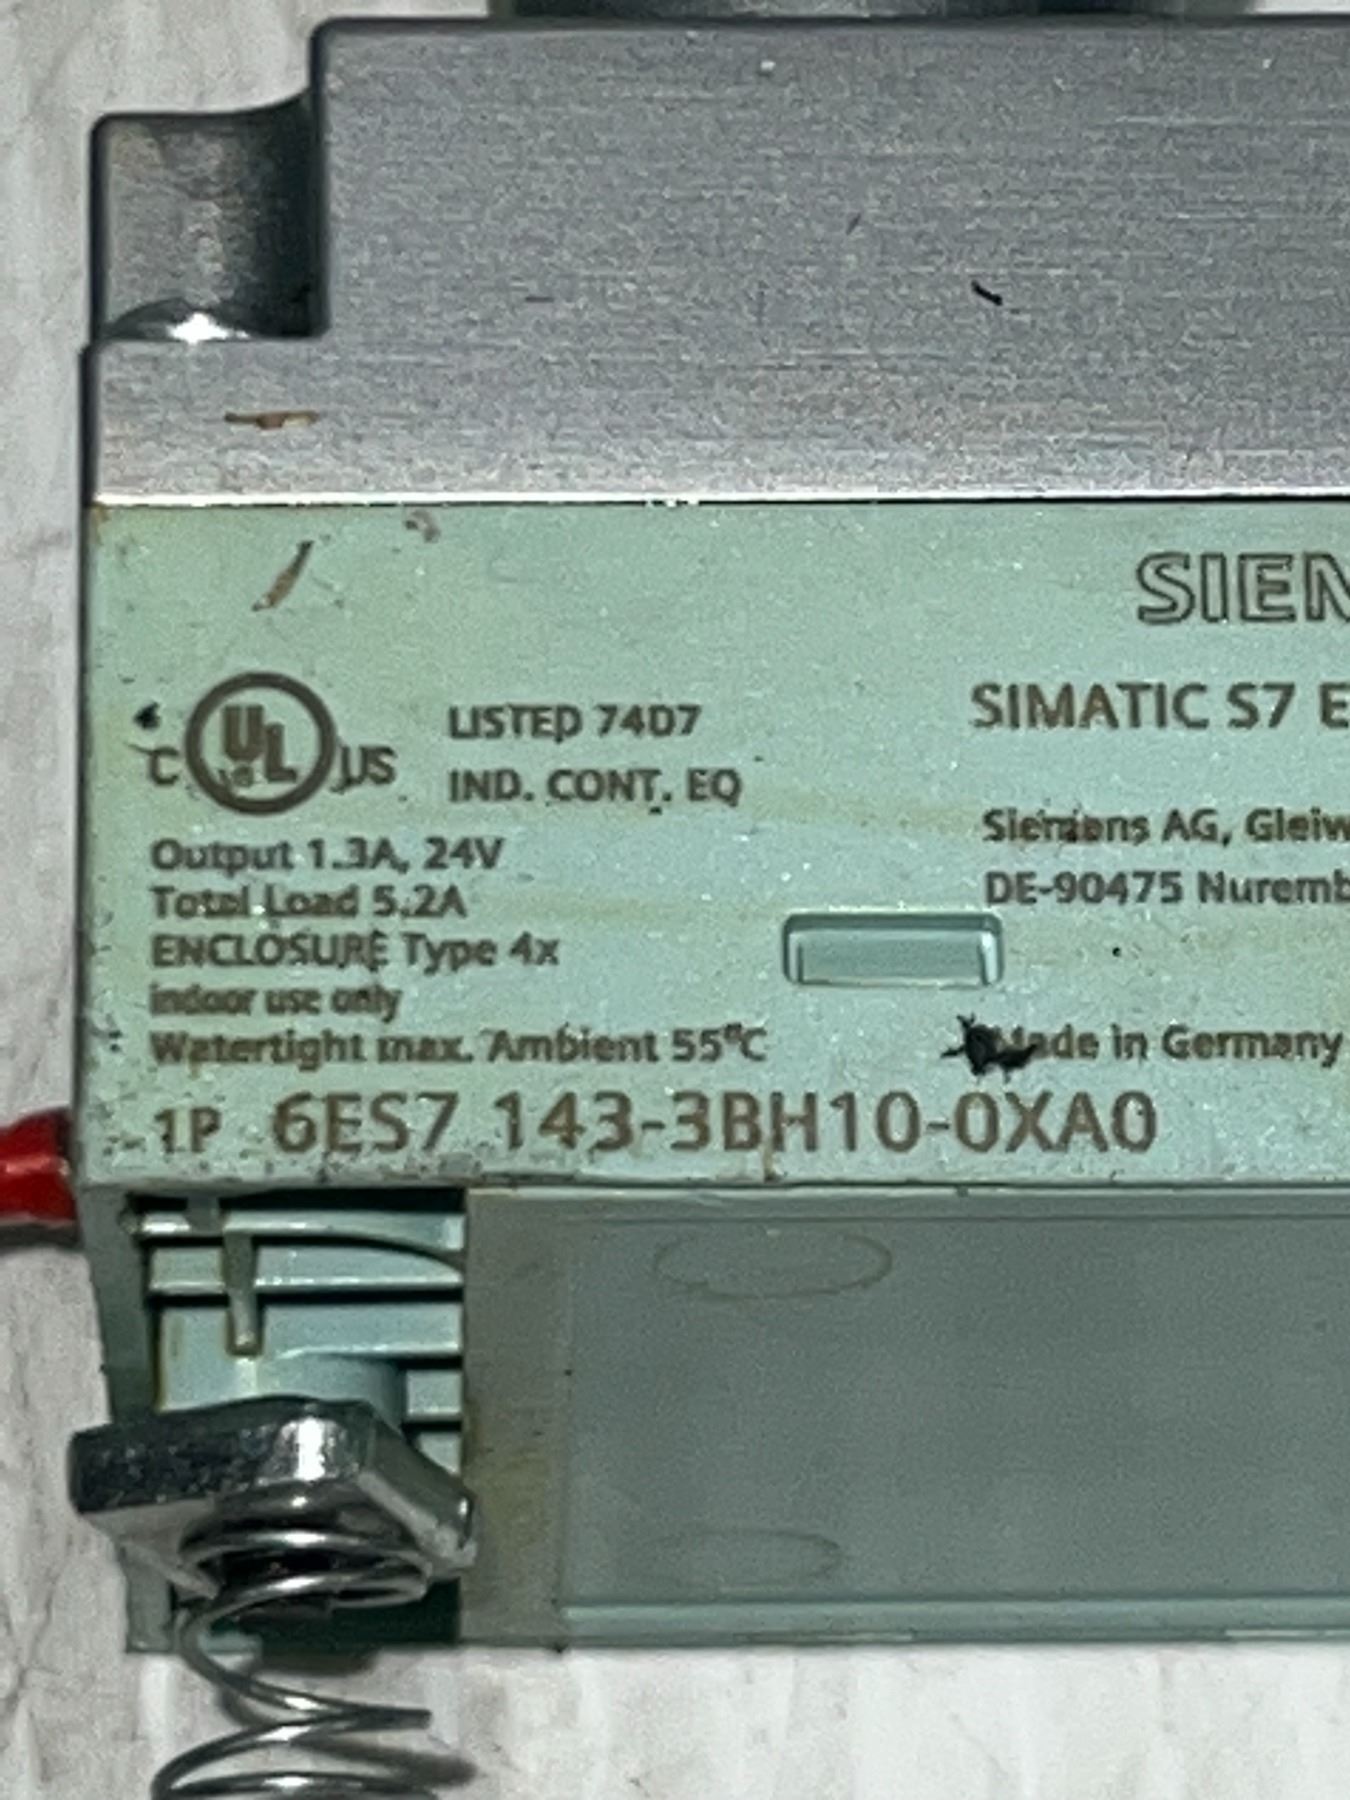 SIEM
SIMATIC S7 E
C UL US
LISTED 74D7
IND. CONT. EQ
Siemens AG, Gleiw
DE-90475 Nuremb
Output 1.3A, 24V
Total Load 5.2A
ENCLOSURE Type 4x
indoor use only
Watertight max. Ambient 55°C
Made in Germany
1P 6ES7 143-3BH10-0XA0